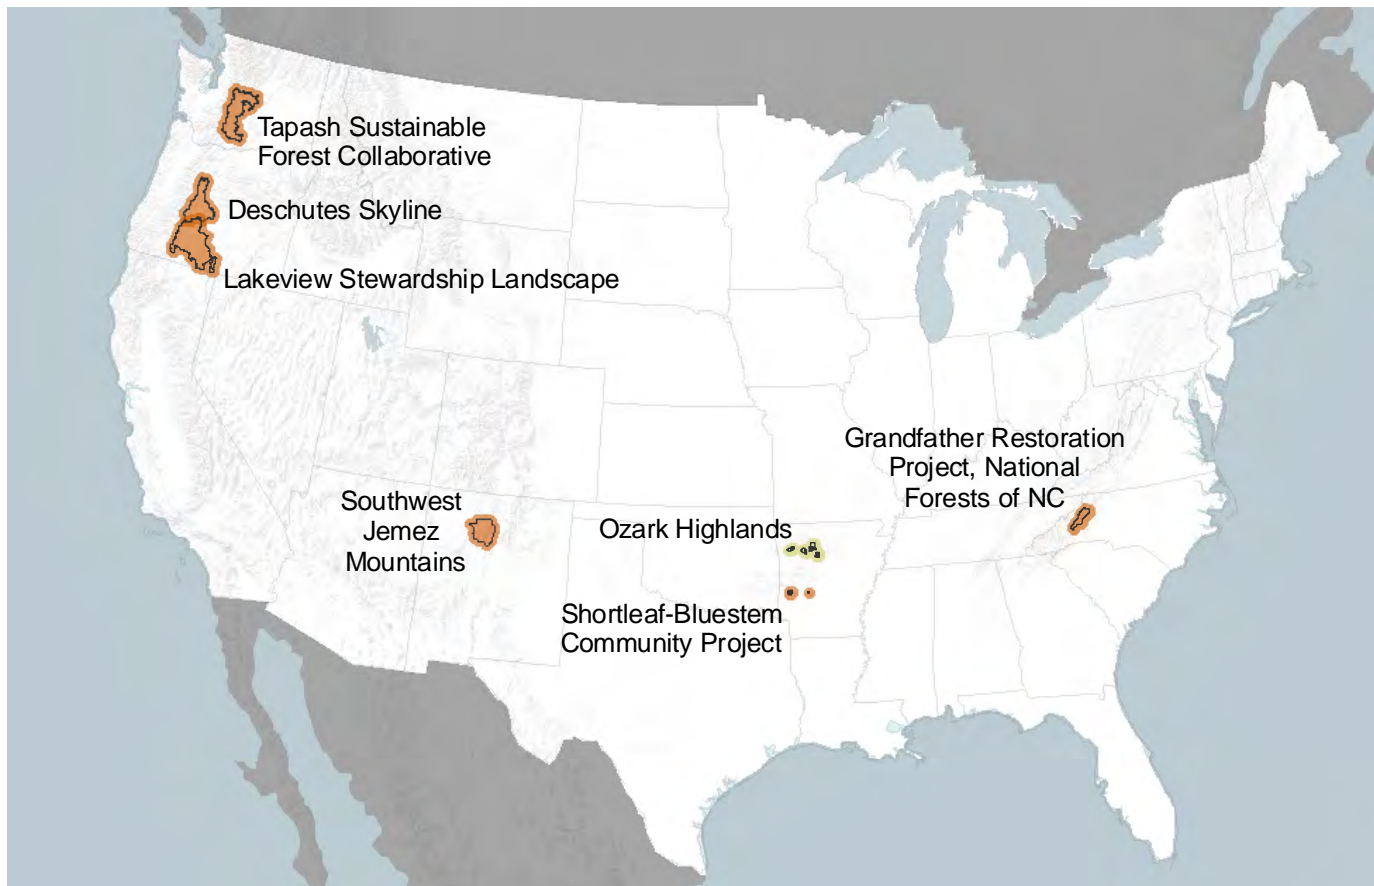 Tapash Sustainable
Forest Collaborative
Deschutes Skyline
Lakeview Stewardship Landscape
Grandfather Restoration
Project, National
Forests of NC
Southwest
Jemez
Mountains
Ozark Highlands
Shortleaf-Bluestem
Community Project